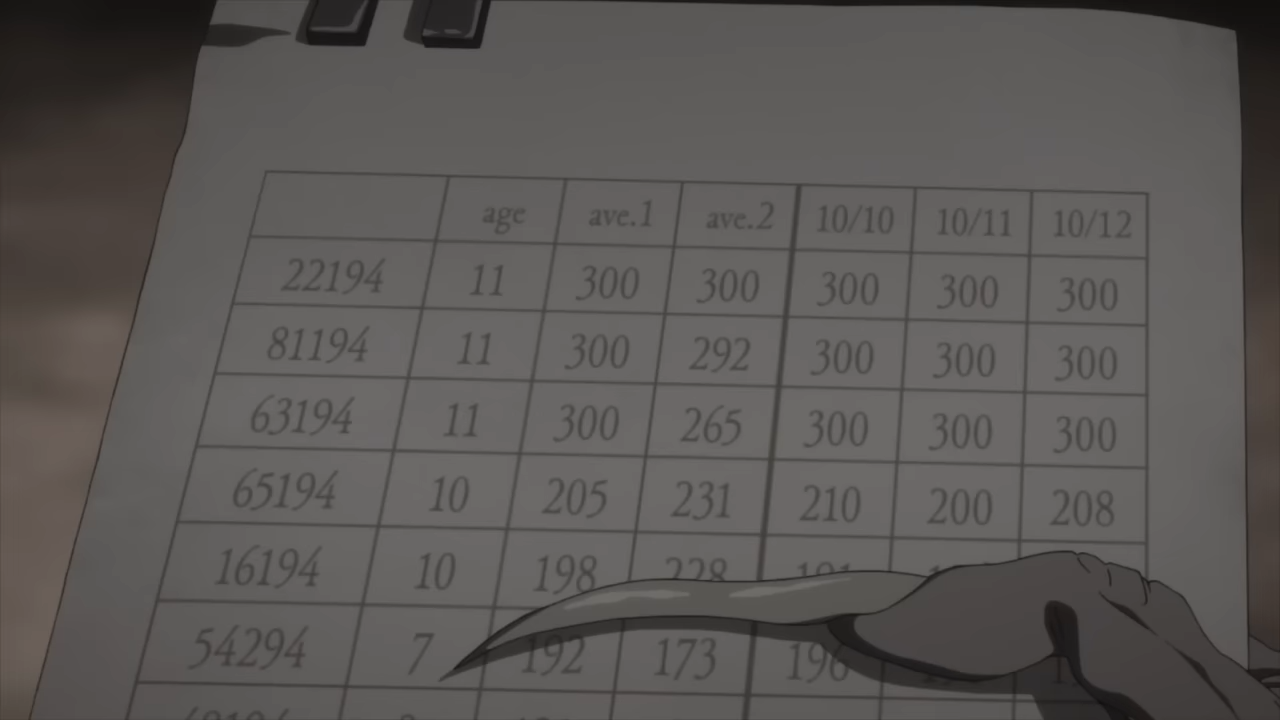 age ave.1 ave.2 10/10 10/11 10/12
22194 11 300 300 300 300 300
81194 11 300 292 300 300 300
63194 11 300 265 300 300 300
65194 10 205 231 210 200 208
16194 10 198 228
54294 7 192 173 196